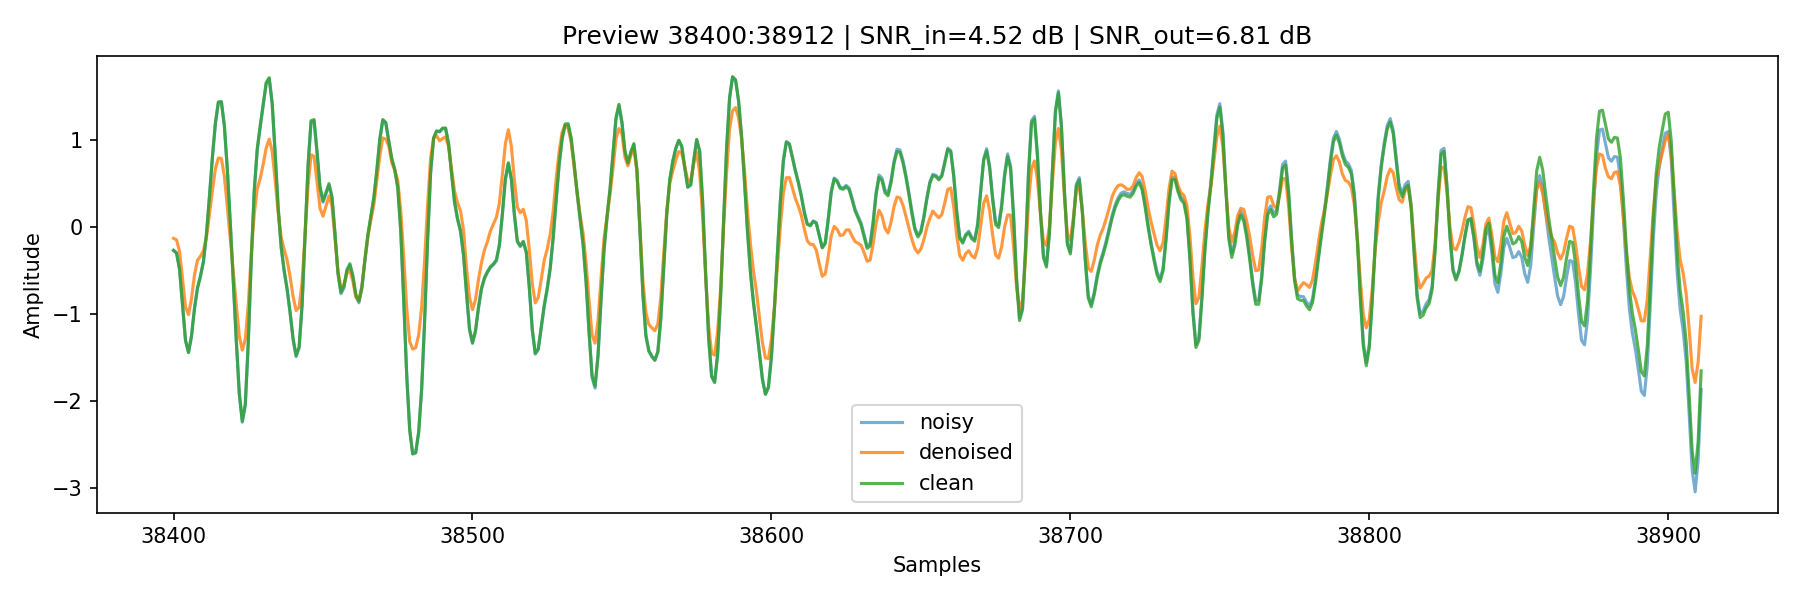 Preview 38400:38912 | SNR_in=4.52 dB | SNR_out=6.81 dB
Amplitude
1
0
−1
−2
−3
noisy
denoised
clean
38400 38500 38600 38700 38800 38900
Samples